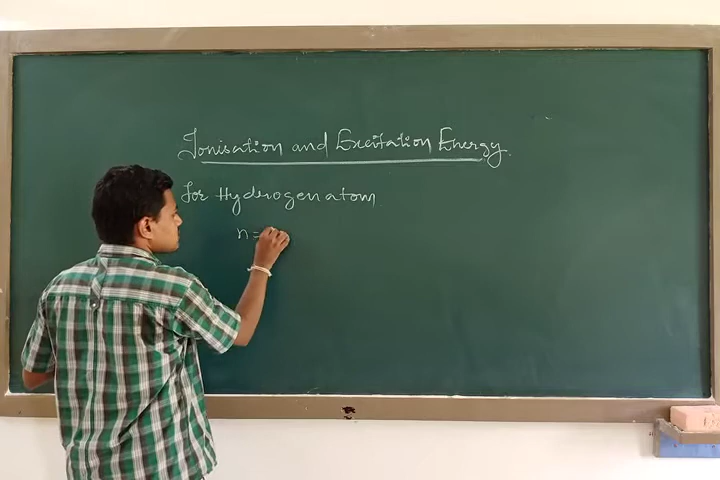 Ionisation and Excitation Energy
For Hydrogen atom
n =